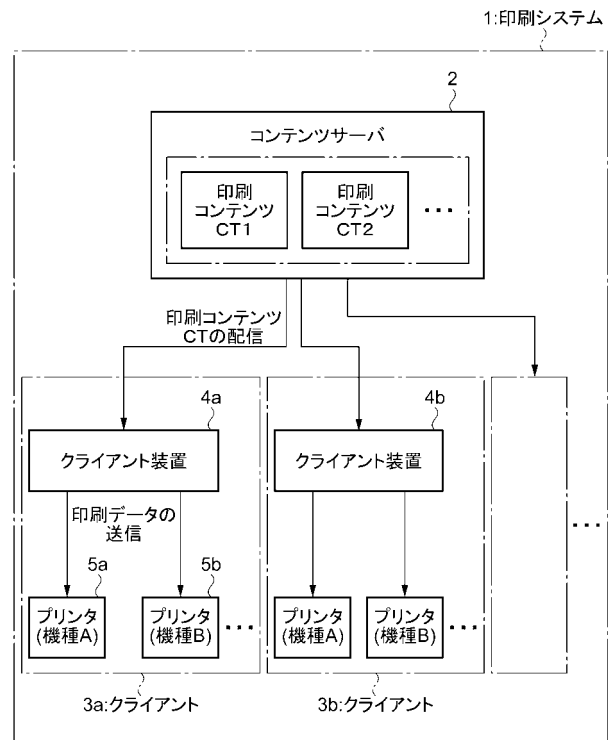 1:印刷システム
2
コンテンツサーバ
印刷
コンテンツ
CT1
印刷
コンテンツ
CT2
・・・
印刷コンテンツ
CTの配信
4a
クライアント装置
4b
クライアント装置
印刷データの
送信
・・・
5a
プリンタ
(機種A)
5b
プリンタ
(機種B)
・・・
プリンタ
(機種A)
プリンタ
(機種B)
・・・
3a:クライアント
3b:クライアント